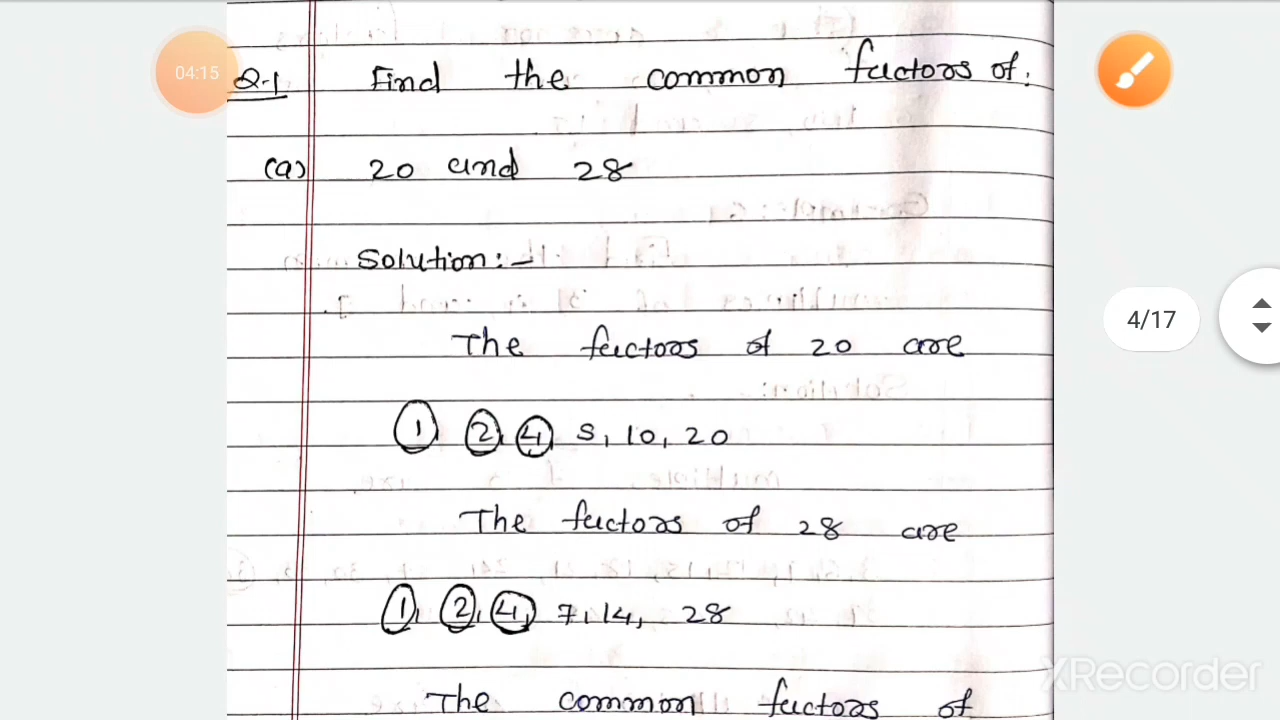 04:15
Q-1 Find the common factors of:
(a) 20 and 28
Solution:-
The factors of 20 are
1, 2, 4, 5, 10, 20
The factors of 28 are
1, 2, 4, 7, 14, 28
The common factors of
4/17
XRecorder